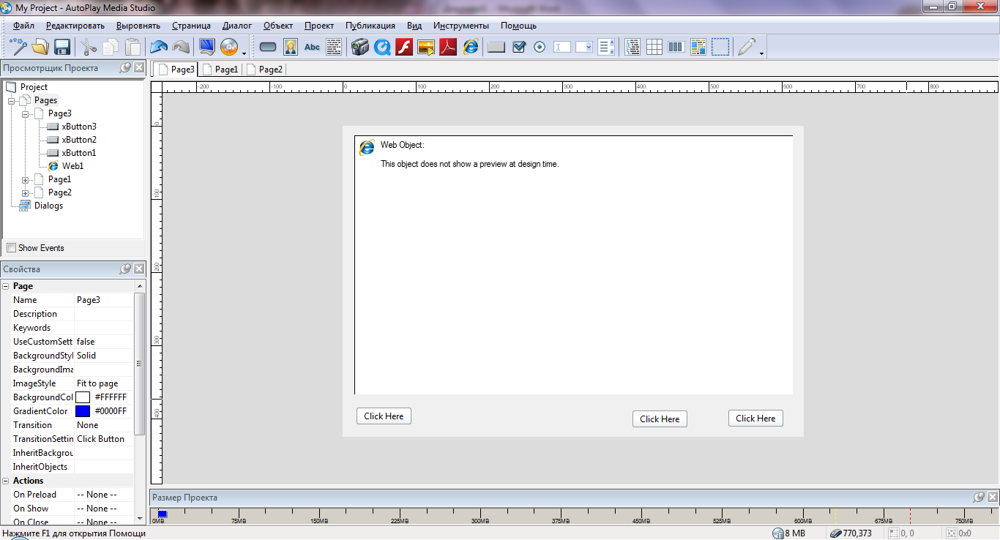 My Project - AutoPlay Media Studio
Файл Редактировать Выровнять Страница Диалог Объект Проект Публикация Вид Инструменты Помощь
Abc
Просмотрщик Проекта
Page3 Page1 Page2
-200 -100 0 100 200 300 400 500 600 700 800
Project
Pages
Page3
xButton3
xButton2
xButton1
Web1
Page1
Page2
Dialogs
Show Events
0
100
200
300
400
Web Object:
This object does not show a preview at design time.
Click Here
Click Here
Click Here
Свойства
Page
Name Page3
Description
Keywords
UseCustomSett false
BackgroundStyl Solid
BackgroundIma
ImageStyle Fit to page
BackgroundCol #FFFFFF
GradientColor #0000FF
Transition None
TransitionSettin Click Button
InheritBackgrou
InheritObjects
Actions
On Preload -- None --
On Show -- None --
On Close -- None --
Размер Проекта
0MB 75MB 150MB 225MB 300MB 375MB 450MB 525MB 600MB 675MB 750MB
Нажмите F1 для открытия Помощи
8 MB 770,373 0, 0 0x0